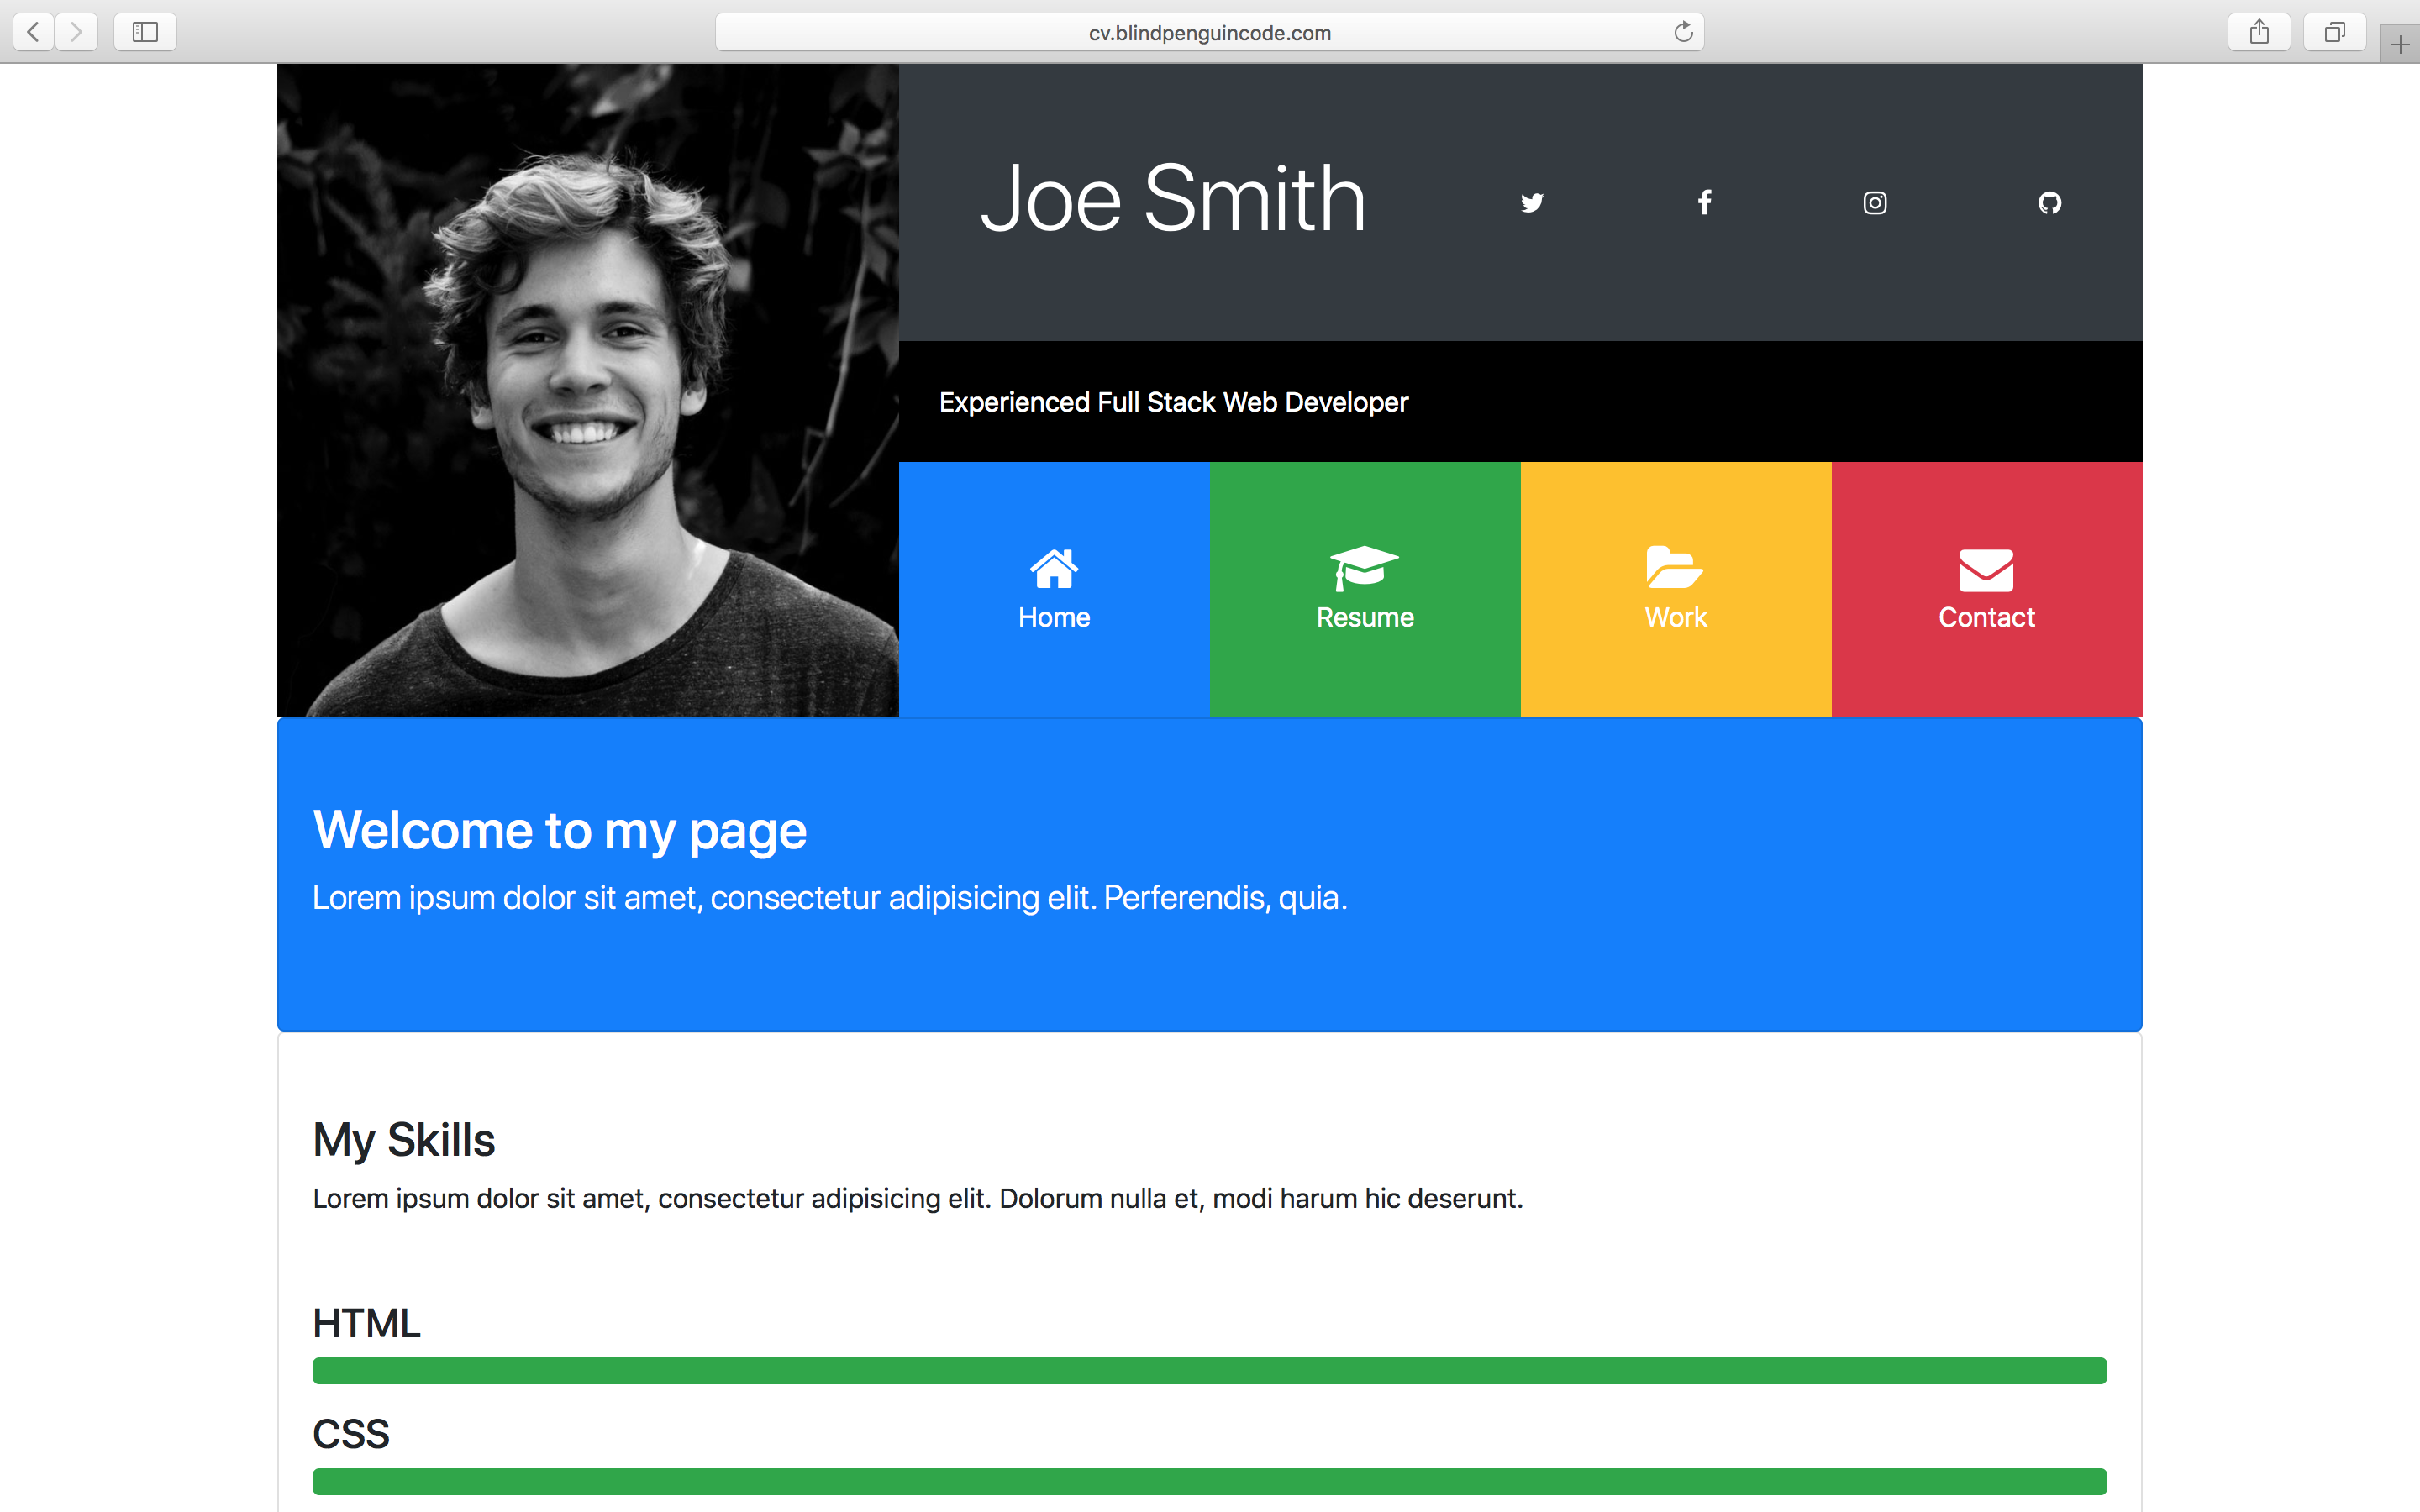 cv.blindpenguincode.com
Joe Smith
Experienced Full Stack Web Developer
Home
Resume
Work
Contact
Welcome to my page
Lorem ipsum dolor sit amet, consectetur adipisicing elit. Perferendis, quia.
My Skills
Lorem ipsum dolor sit amet, consectetur adipisicing elit. Dolorum nulla et, modi harum hic deserunt.
HTML
CSS